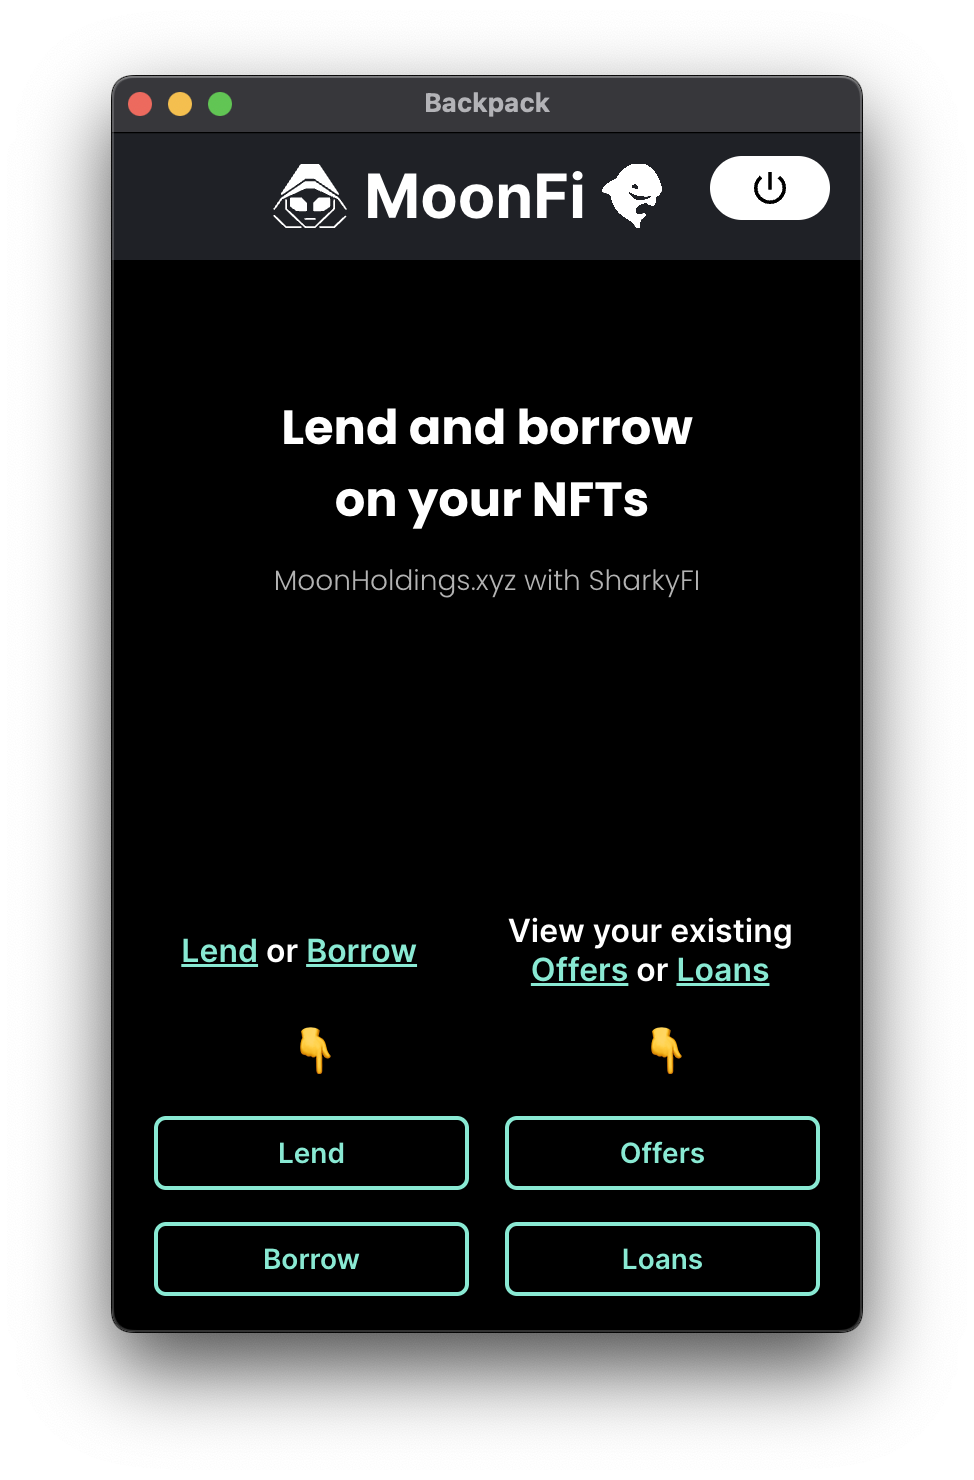 Backpack
MoonFi
Lend and borrow
on your NFTs
MoonHoldings.xyz with SharkyFI
Lend or Borrow
View your existing
Offers or Loans
Lend
Offers
Borrow
Loans